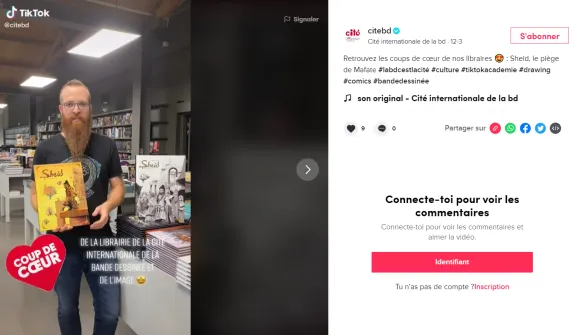 TikTok
@citebd
Signaler
Sheïd
COUP DE
CŒUR
DE LA LIBRAIRIE DE LA CITÉ
INTERNATIONALE DE LA
BANDE DESSINÉE ET
DE L'IMAGE 🤩
cité
citebd
Cité internationale de la bd · 12-3
S'abonner
Retrouvez les coups de cœur de nos libraires 🤩 : Sheïd, le piège
de Mafate #labdcestlacité #culture #tiktokacademie #drawing
#comics #bandedessinée
♫ son original - Cité internationale de la bd
9
0
Partager sur
Connecte-toi pour voir les
commentaires
Connecte-toi pour voir les commentaires et
aimer la vidéo.
Identifiant
Tu n'as pas de compte ?Inscription